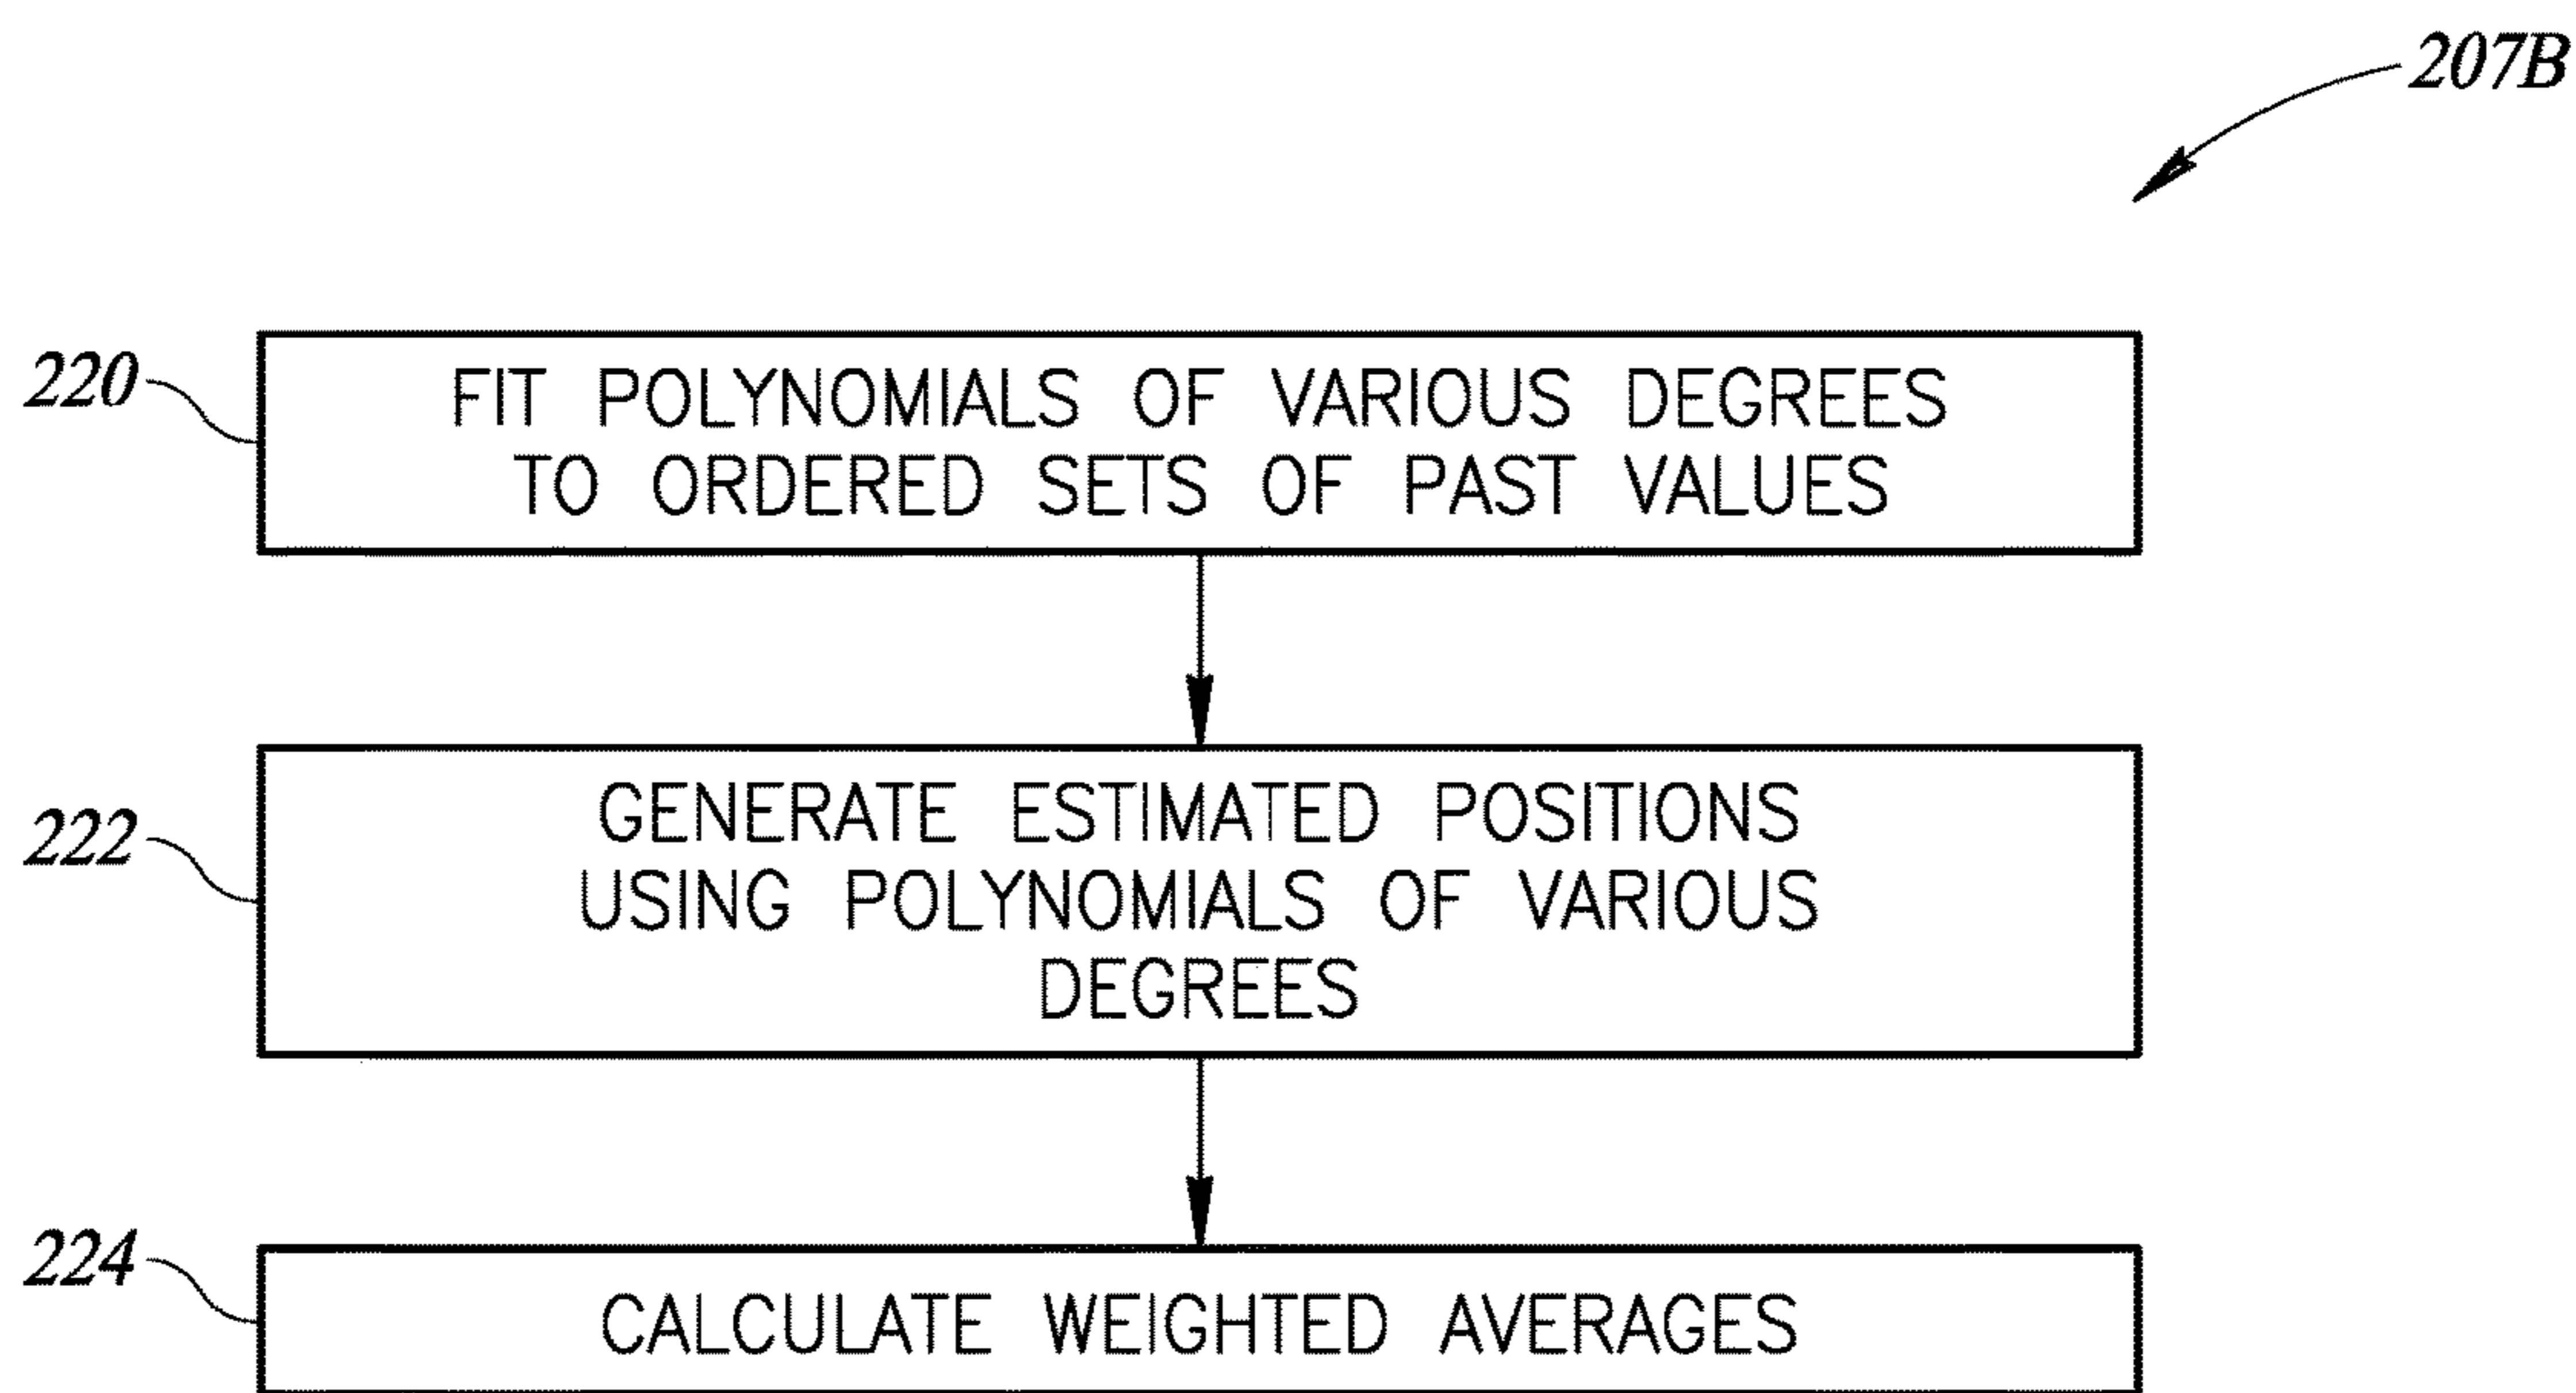 207B
220
FIT POLYNOMIALS OF VARIOUS DEGREES
TO ORDERED SETS OF PAST VALUES
222
GENERATE ESTIMATED POSITIONS
USING POLYNOMIALS OF VARIOUS
DEGREES
224
CALCULATE WEIGHTED AVERAGES